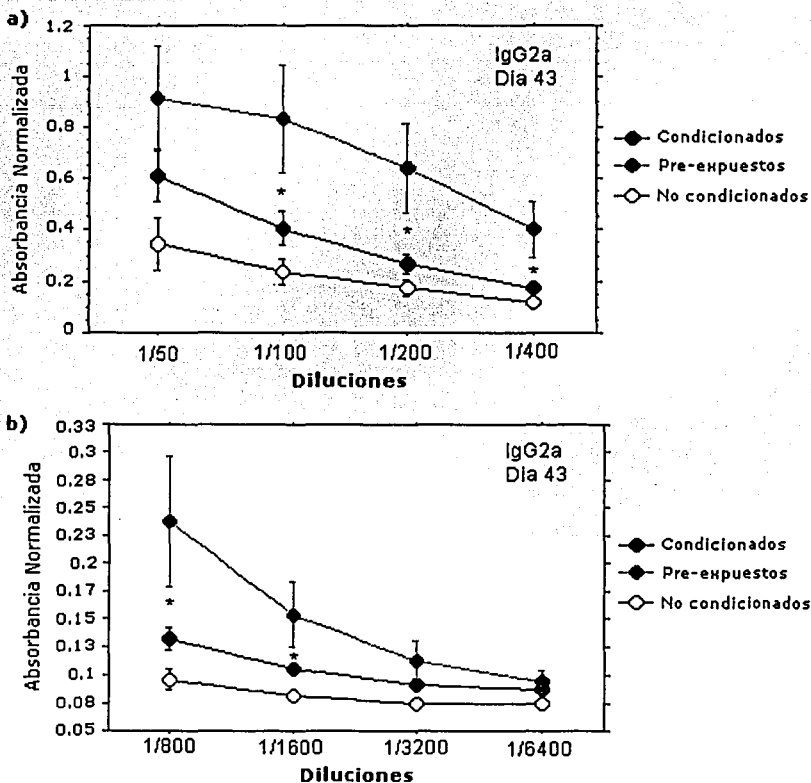 a)
1.2
1
0.8
0.6
0.4
0.2
0
Absorbancia Normalizada
IgG2a
Dia 43
*
*
*
1/50 1/100 1/200 1/400
Diluciones
Condicionados
Pre-expuestos
No condicionados
b)
0.33
0.3
0.28
0.25
0.23
0.2
0.17
0.15
0.13
0.1
0.08
0.05
Absorbancia Normalizada
IgG2a
Dia 43
*
*
1/800 1/1600 1/3200 1/6400
Diluciones
Condicionados
Pre-expuestos
No condicionados